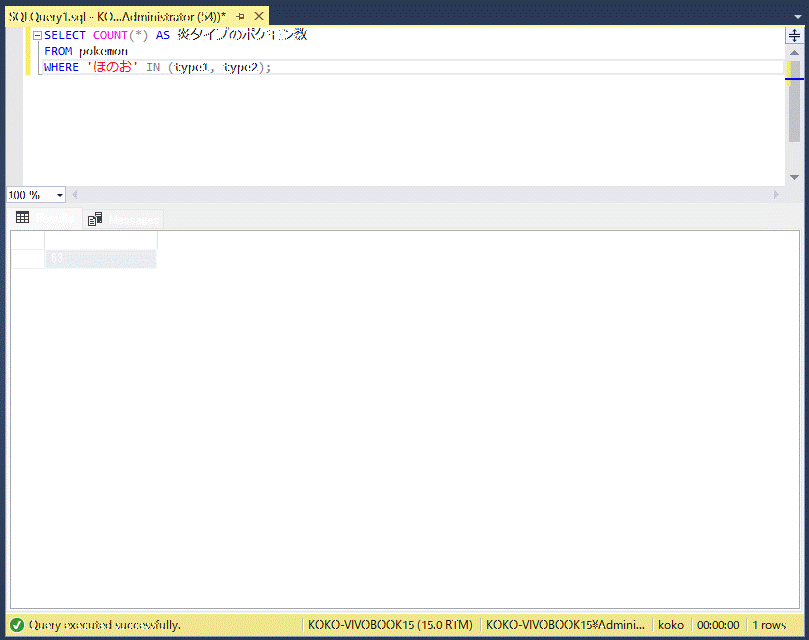 SQLQuery1.sql - KO...Administrator (54))*
SELECT COUNT(*) AS 炎タイプのポケモン数
FROM pokemon
WHERE 'ほのお' IN (type1, type2);
100 %
Results
Messages
63
Query executed successfully.
KOKO-VIVOBOOK15 (15.0 RTM)
KOKO-VIVOBOOK15¥Admini...
koko
00:00:00
1 rows